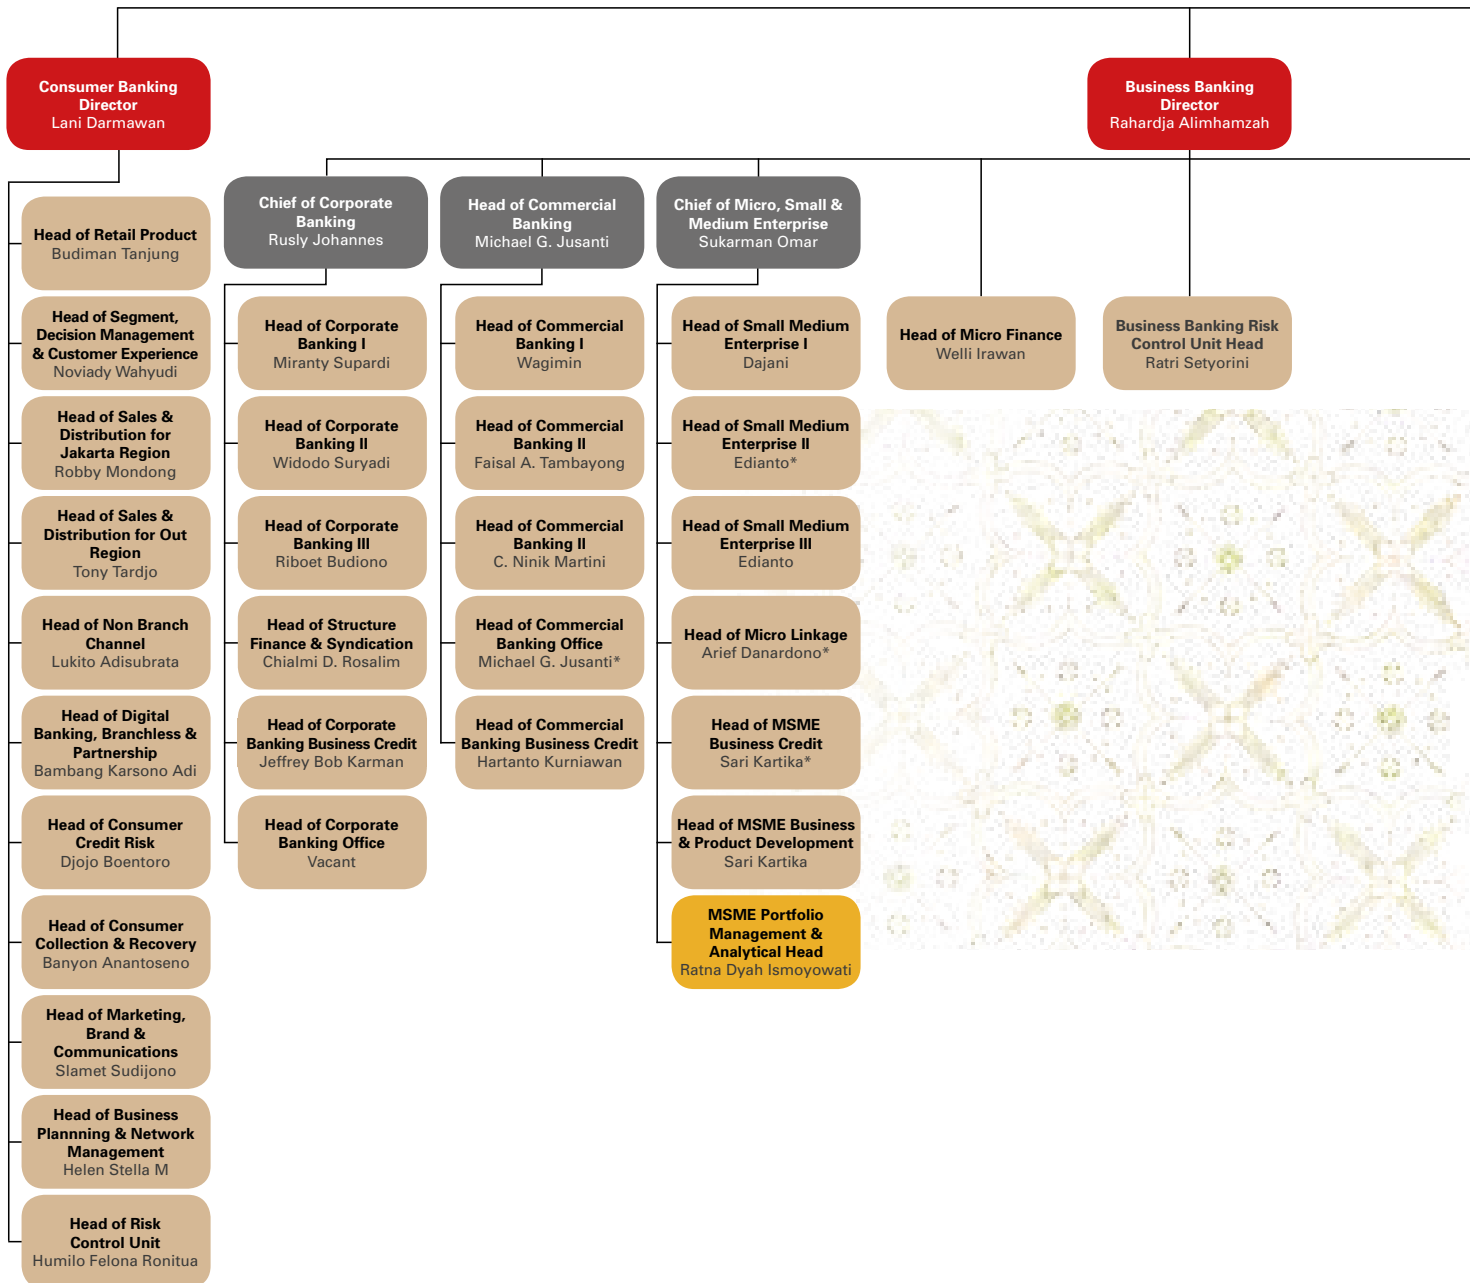 Consumer Banking
Director
Lani Darmawan
Business Banking
Director
Rahardja Alimhamzah
Head of Retail Product
Budiman Tanjung
Head of Segment,
Decision Management
& Customer Experience
Noviady Wahyudi
Head of Sales &
Distribution for
Jakarta Region
Robby Mondong
Head of Sales &
Distribution for Out
Region
Tony Tardjo
Head of Non Branch
Channel
Lukito Adisubrata
Head of Digital
Banking, Branchless &
Partnership
Bambang Karsono Adi
Head of Consumer
Credit Risk
Djojo Boentoro
Head of Consumer
Collection & Recovery
Banyon Anantoseno
Head of Marketing,
Brand &
Communications
Slamet Sudijono
Head of Business
Plannning & Network
Management
Helen Stella M
Head of Risk
Control Unit
Humilo Felona Ronitua
Chief of Corporate
Banking
Rusly Johannes
Head of Corporate
Banking I
Miranty Supardi
Head of Corporate
Banking II
Widodo Suryadi
Head of Corporate
Banking III
Riboet Budiono
Head of Structure
Finance & Syndication
Chialmi D. Rosalim
Head of Corporate
Banking Business Credit
Jeffrey Bob Karman
Head of Corporate
Banking Office
Vacant
Head of Commercial
Banking
Michael G. Jusanti
Head of Commercial
Banking I
Wagimin
Head of Commercial
Banking II
Faisal A. Tambayong
Head of Commercial
Banking II
C. Ninik Martini
Head of Commercial
Banking Office
Michael G. Jusanti*
Head of Commercial
Banking Business Credit
Hartanto Kurniawan
Chief of Micro, Small &
Medium Enterprise
Sukarman Omar
Head of Small Medium
Enterprise I
Dajani
Head of Small Medium
Enterprise II
Edianto*
Head of Small Medium
Enterprise III
Edianto
Head of Micro Linkage
Arief Danardono*
Head of MSME
Business Credit
Sari Kartika*
Head of MSME Business
& Product Development
Sari Kartika
MSME Portfolio
Management &
Analytical Head
Ratna Dyah Ismoyowati
Head of Micro Finance
Welli Irawan
Business Banking Risk
Control Unit Head
Ratri Setyorini